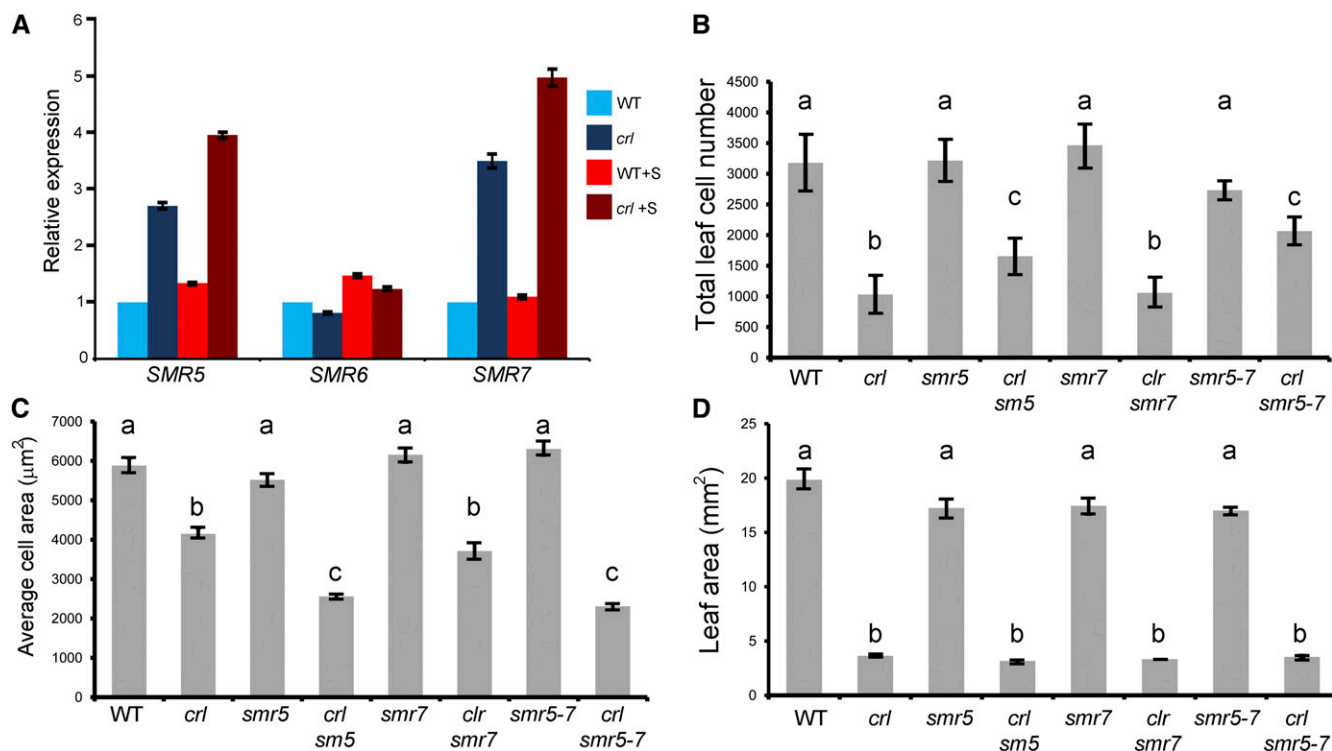 A
Relative expression
6
5
4
3
2
1
0
SMR5 SMR6 SMR7
WT
crl
WT+S
crl +S
B
Total leaf cell number
4500
4000
3500
3000
2500
2000
1500
1000
500
0
a b a c a b a c
WT crl smr5 crl smr7 clr smr5-7 crl
sm5 smr7 smr5-7
C
Average cell area (µm²)
7000
6000
5000
4000
3000
2000
1000
0
a b a c a b a c
WT crl smr5 crl smr7 clr smr5-7 crl
sm5 smr7 smr5-7
D
Leaf area (mm²)
25
20
15
10
5
0
a b a b a b a b
WT crl smr5 crl smr7 clr smr5-7 crl
sm5 smr7 smr5-7